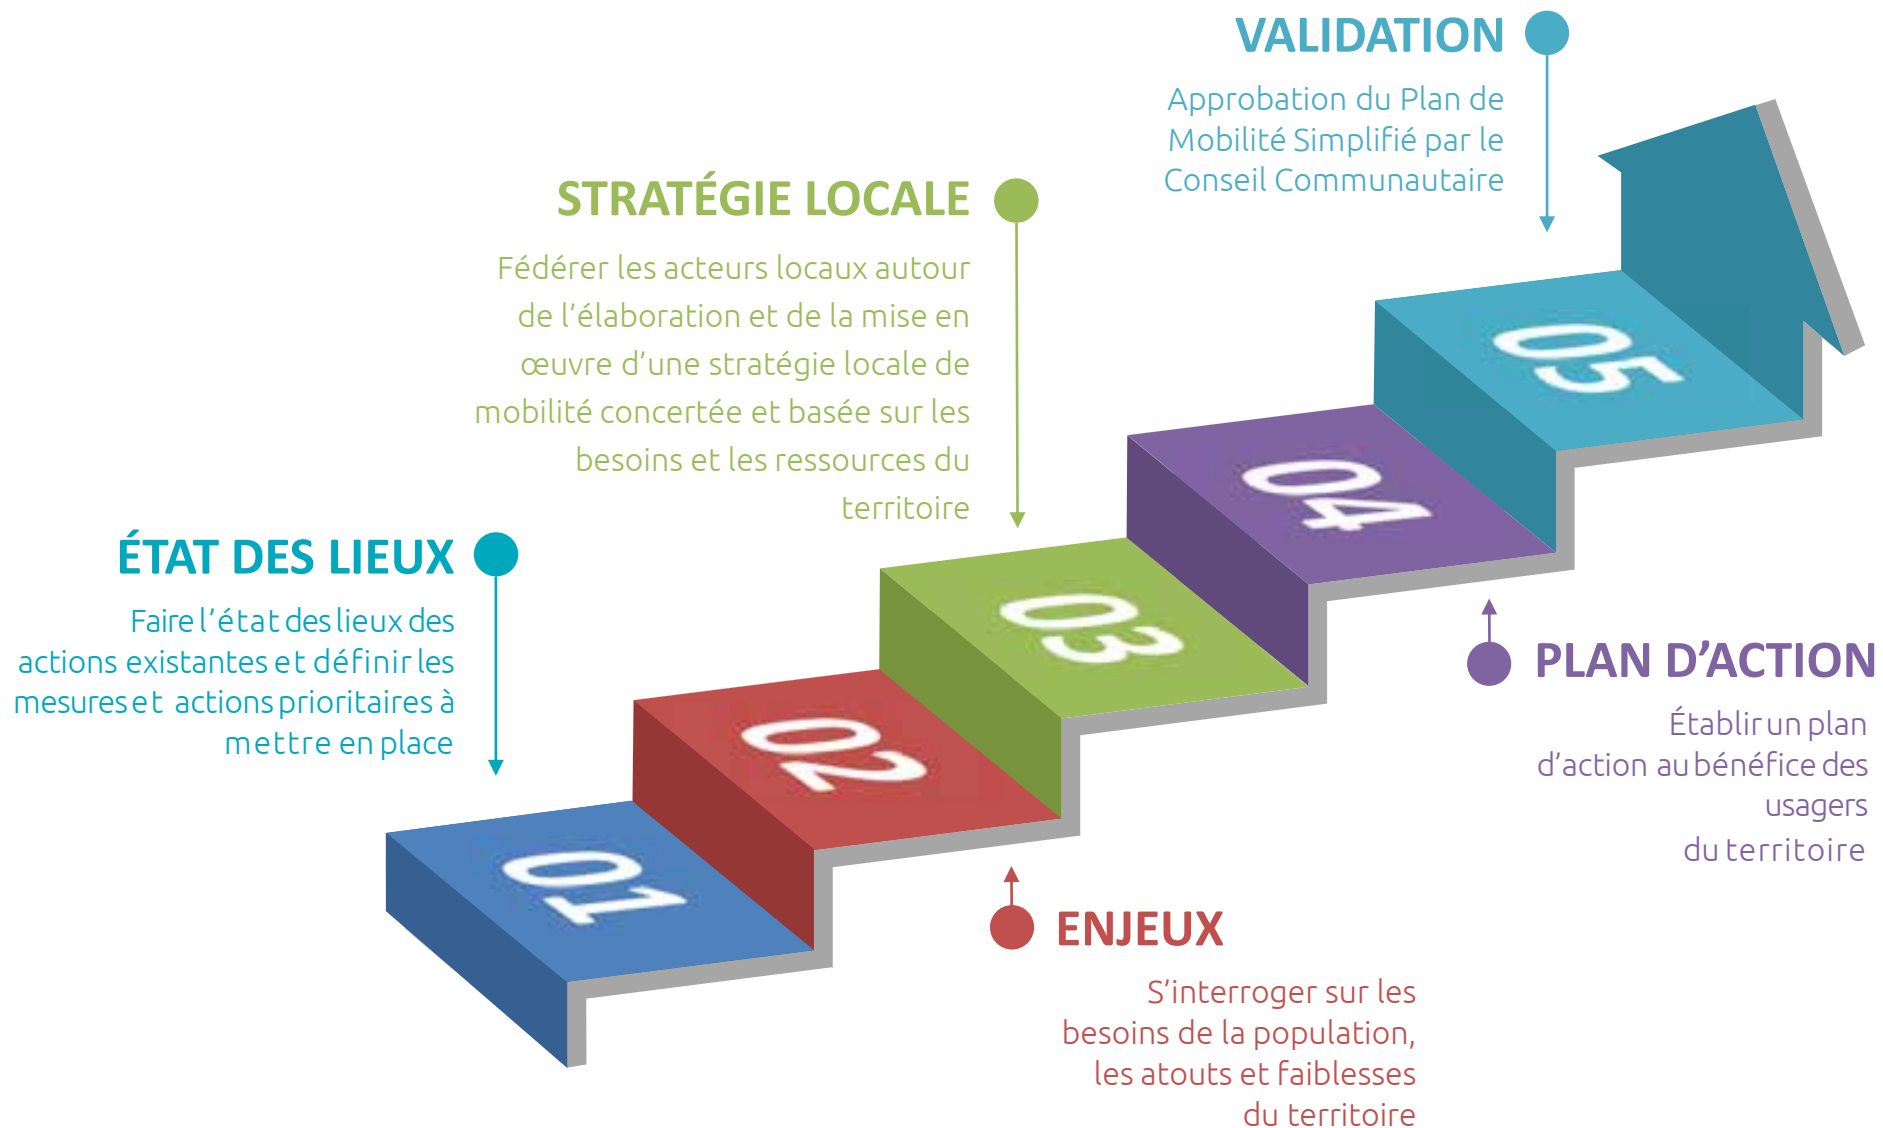 VALIDATION
Approbation du Plan de
Mobilité Simplifié par le
Conseil Communautaire
STRATÉGIE LOCALE
Fédérer les acteurs locaux autour
de l’élaboration et de la mise en
œuvre d’une stratégie locale de
mobilité concertée et basée sur les
besoins et les ressources du
territoire
ÉTAT DES LIEUX
Faire l’état des lieux des
actions existantes et définir les
mesures et actions prioritaires à
mettre en place
05
04
03
02
01
PLAN D’ACTION
Établir un plan
d’action au bénéfice des
usagers
du territoire
ENJEUX
S’interroger sur les
besoins de la population,
les atouts et faiblesses
du territoire